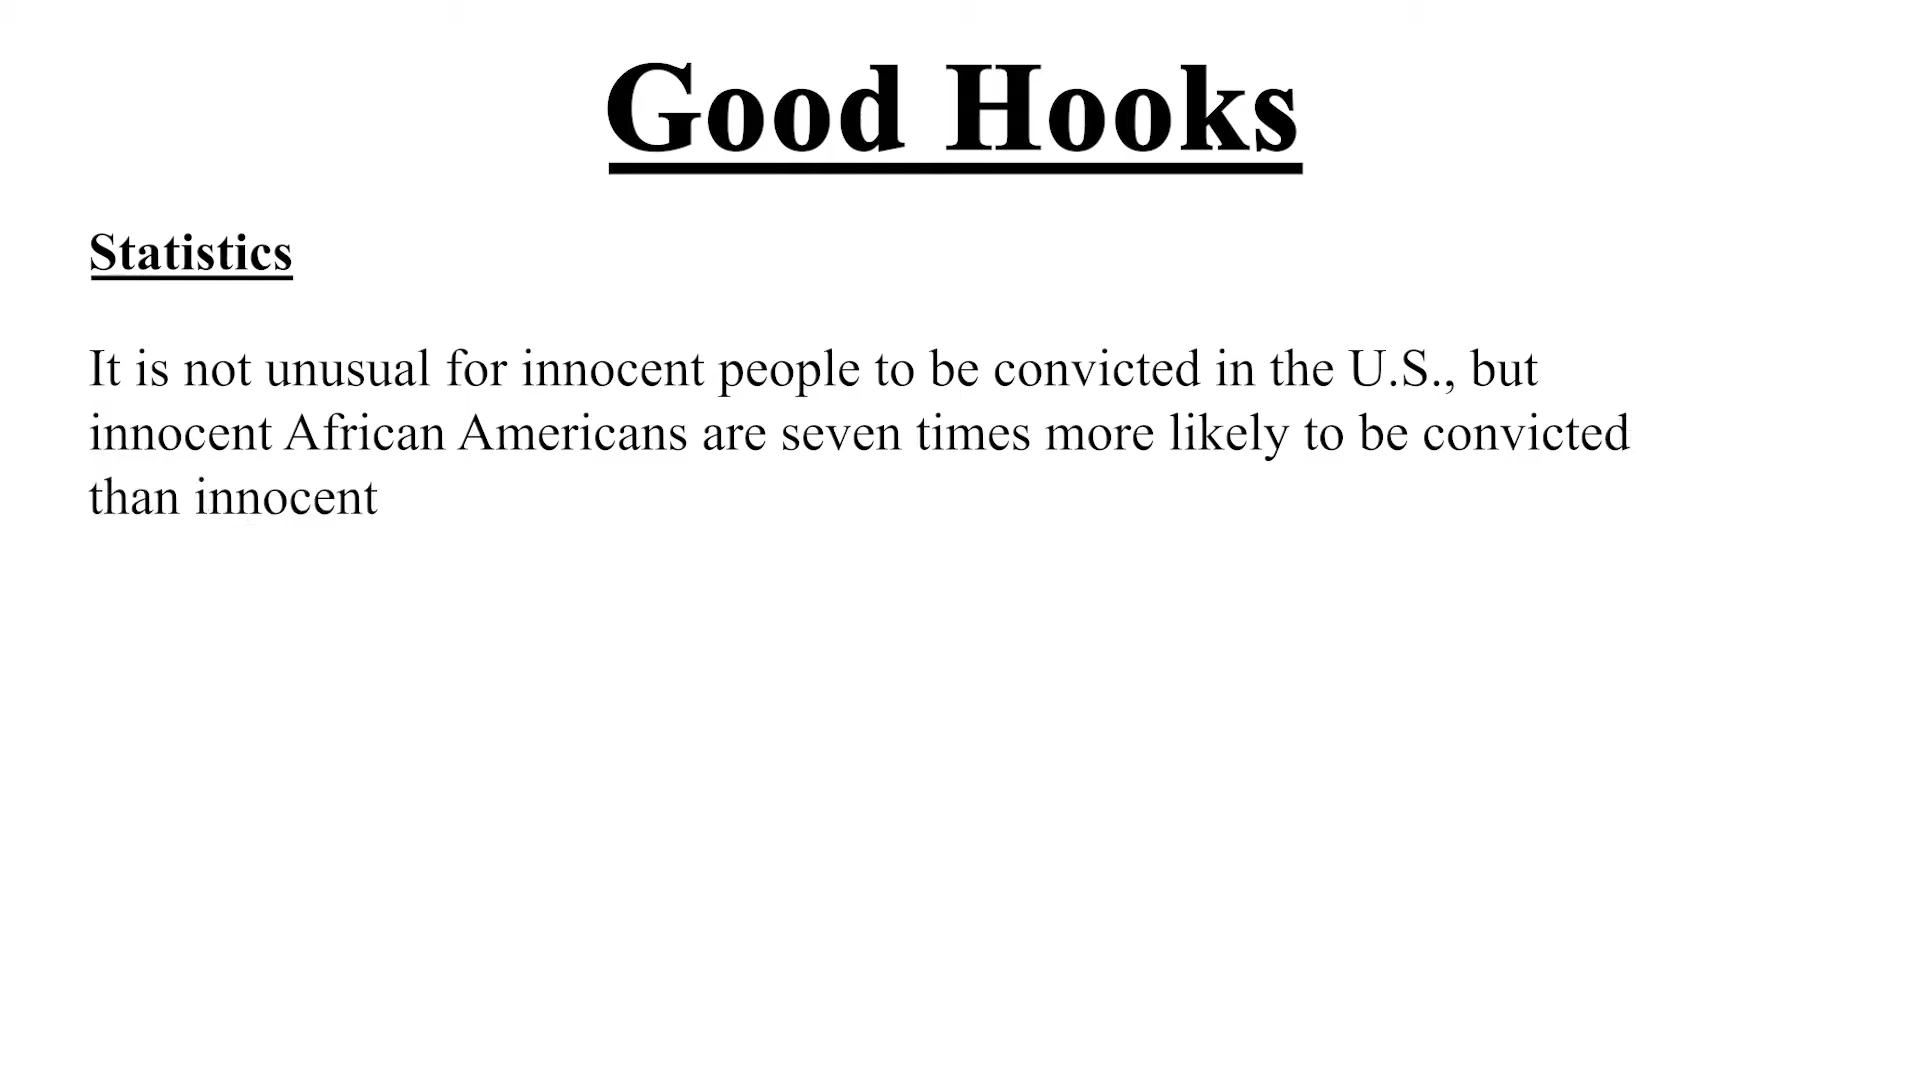 Good Hooks
Statistics
It is not unusual for innocent people to be convicted in the U.S., but
innocent African Americans are seven times more likely to be convicted
than innocent